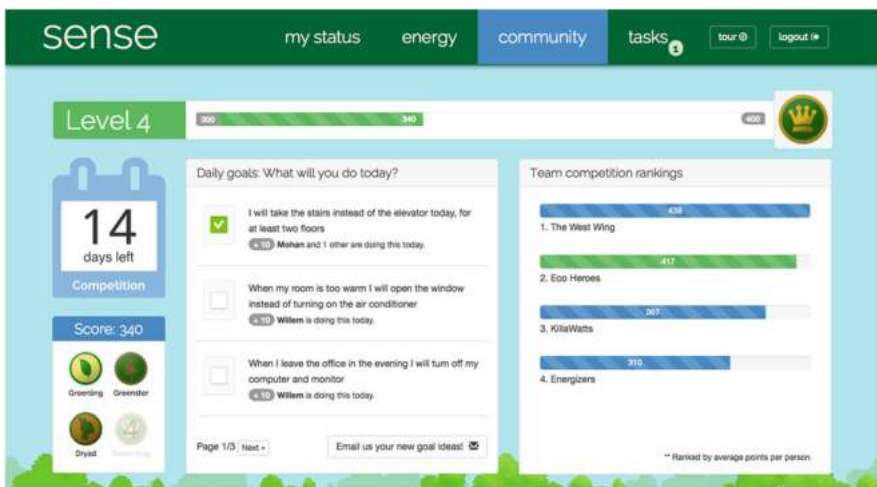 sense
my status
energy
community
tasks
1
tour
logout
Level 4
300
340
400
14
days left
Competition
Score: 340
Greenling
Greenster
Dryad
Daily goals: What will you do today?
I will take the stairs instead of the elevator today, for
at least two floors
+ 10 Mohan and 1 other are doing this today.
When my room is too warm I will open the window
instead of turning on the air conditioner
+ 10 Willem is doing this today.
When I leave the office in the evening I will turn off my
computer and monitor
+ 10 Willem is doing this today.
Page 1/3 Next »
Email us your new goal ideas!
Team competition rankings
439
1. The West Wing
417
2. Eco Heroes
367
3. KillaWatts
310
4. Energizers
** Ranked by average points per person